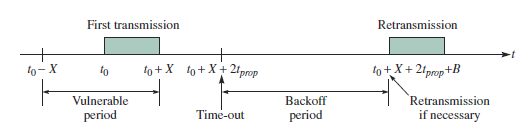 First transmission
Retransmission
t
t0 – X
t0
t0 + X
t0 + X + 2tprop
t0 + X + 2tprop+B
Vulnerable
period
Time-out
Backoff
period
Retransmission
if necessary